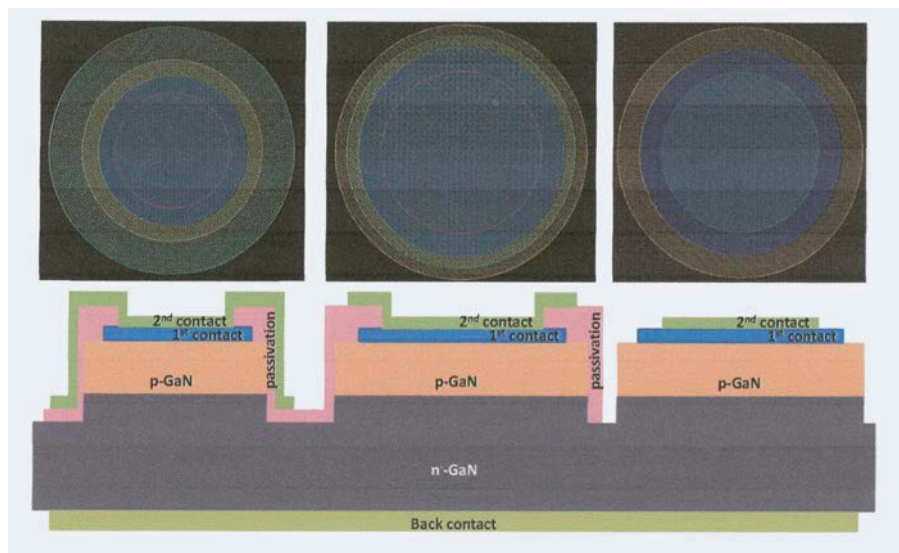 2nd contact
1st contact
p-GaN
passivation
2nd contact
1st contact
p-GaN
passivation
2nd contact
1st contact
p-GaN
n-GaN
Back contact